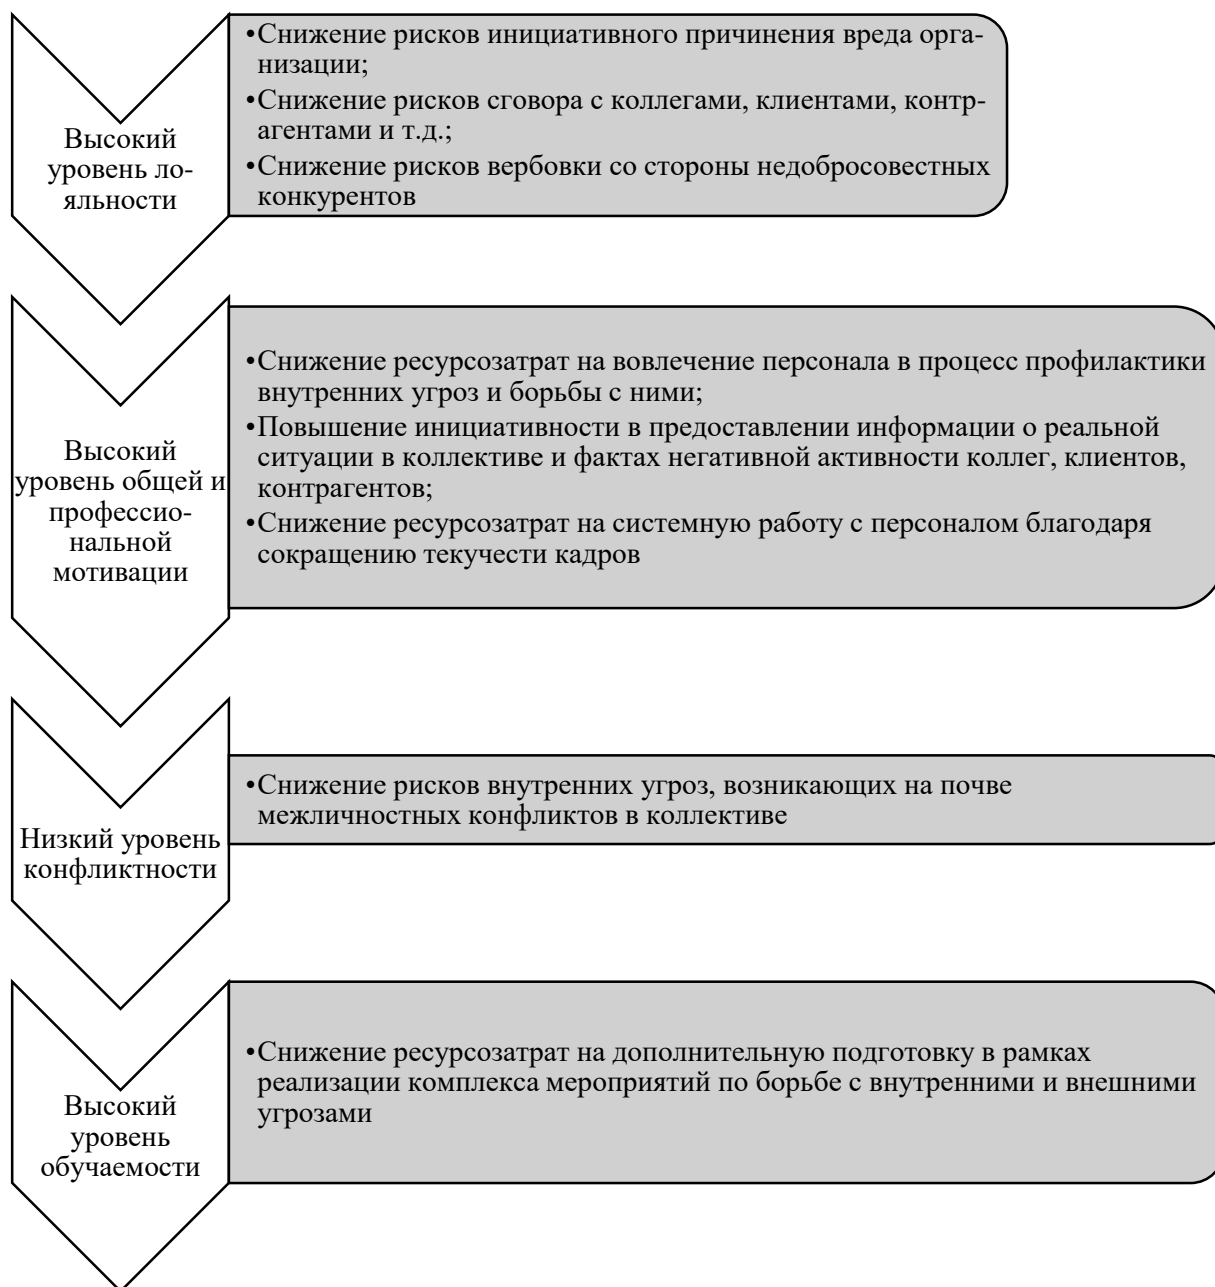 Высокий
уровень ло-
яльности
•Снижение рисков инициативного причинения вреда орга-
низации;
•Снижение рисков сговора с коллегами, клиентами, контр-
агентами и т.д.;
•Снижение рисков вербовки со стороны недобросовестных
конкурентов
Высокий
уровень общей и
профессио-
нальной
мотивации
•Снижение ресурсозатрат на вовлечение персонала в процесс профилактики
внутренних угроз и борьбы с ними;
•Повышение инициативности в предоставлении информации о реальной
ситуации в коллективе и фактах негативной активности коллег, клиентов,
контрагентов;
•Снижение ресурсозатрат на системную работу с персоналом благодаря
сокращению текучести кадров
Низкий уровень
конфликтности
•Снижение рисков внутренних угроз, возникающих на почве
межличностных конфликтов в коллективе
Высокий
уровень
обучаемости
•Снижение ресурсозатрат на дополнительную подготовку в рамках
реализации комплекса мероприятий по борьбе с внутренними и внешними
угрозами